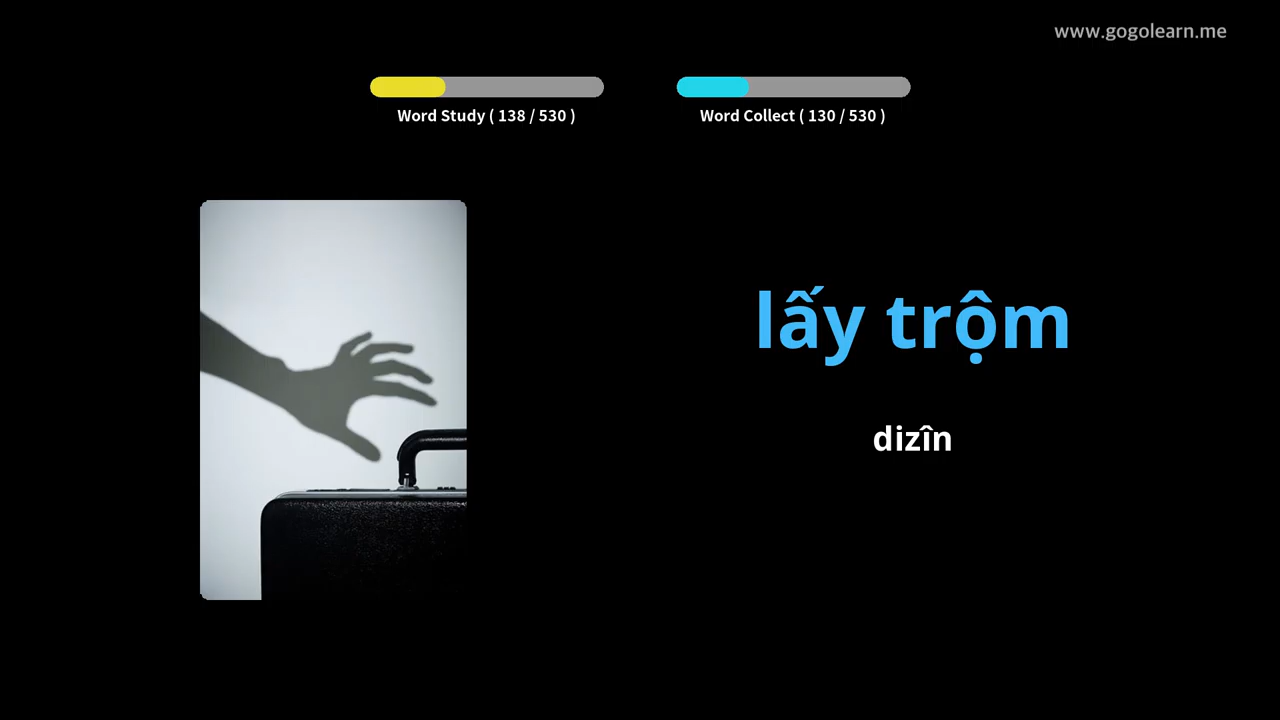 www.gogolearn.me
Word Study ( 138 / 530 )
Word Collect ( 130 / 530 )
lấy trộm
dizîn